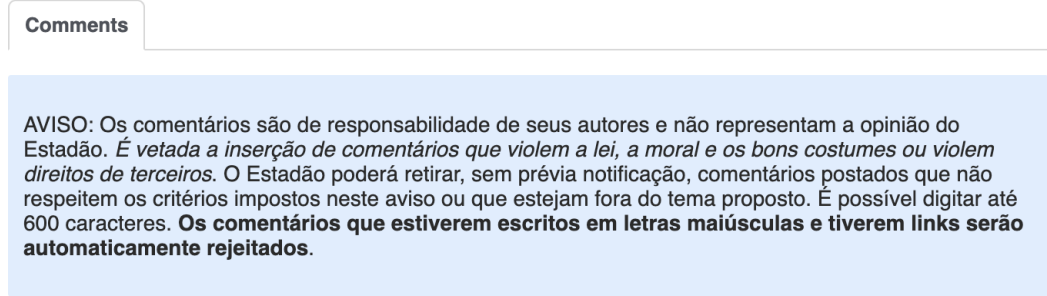 Comments
AVISO: Os comentários são de responsabilidade de seus autores e não representam a opinião do
Estadão. É vetada a inserção de comentários que violem a lei, a moral e os bons costumes ou violem
direitos de terceiros. O Estadão poderá retirar, sem prévia notificação, comentários postados que não
respeitem os critérios impostos neste aviso ou que estejam fora do tema proposto. É possível digitar até
600 caracteres. Os comentários que estiverem escritos em letras maiúsculas e tiverem links serão
automaticamente rejeitados.